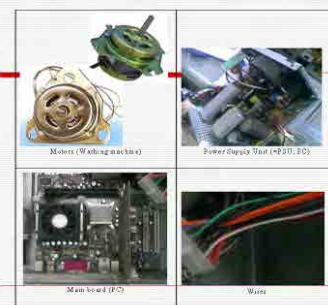 Motors (Washing machine)
Power Supply Unit (=PSU; PC)
Main board (PC)
Wires